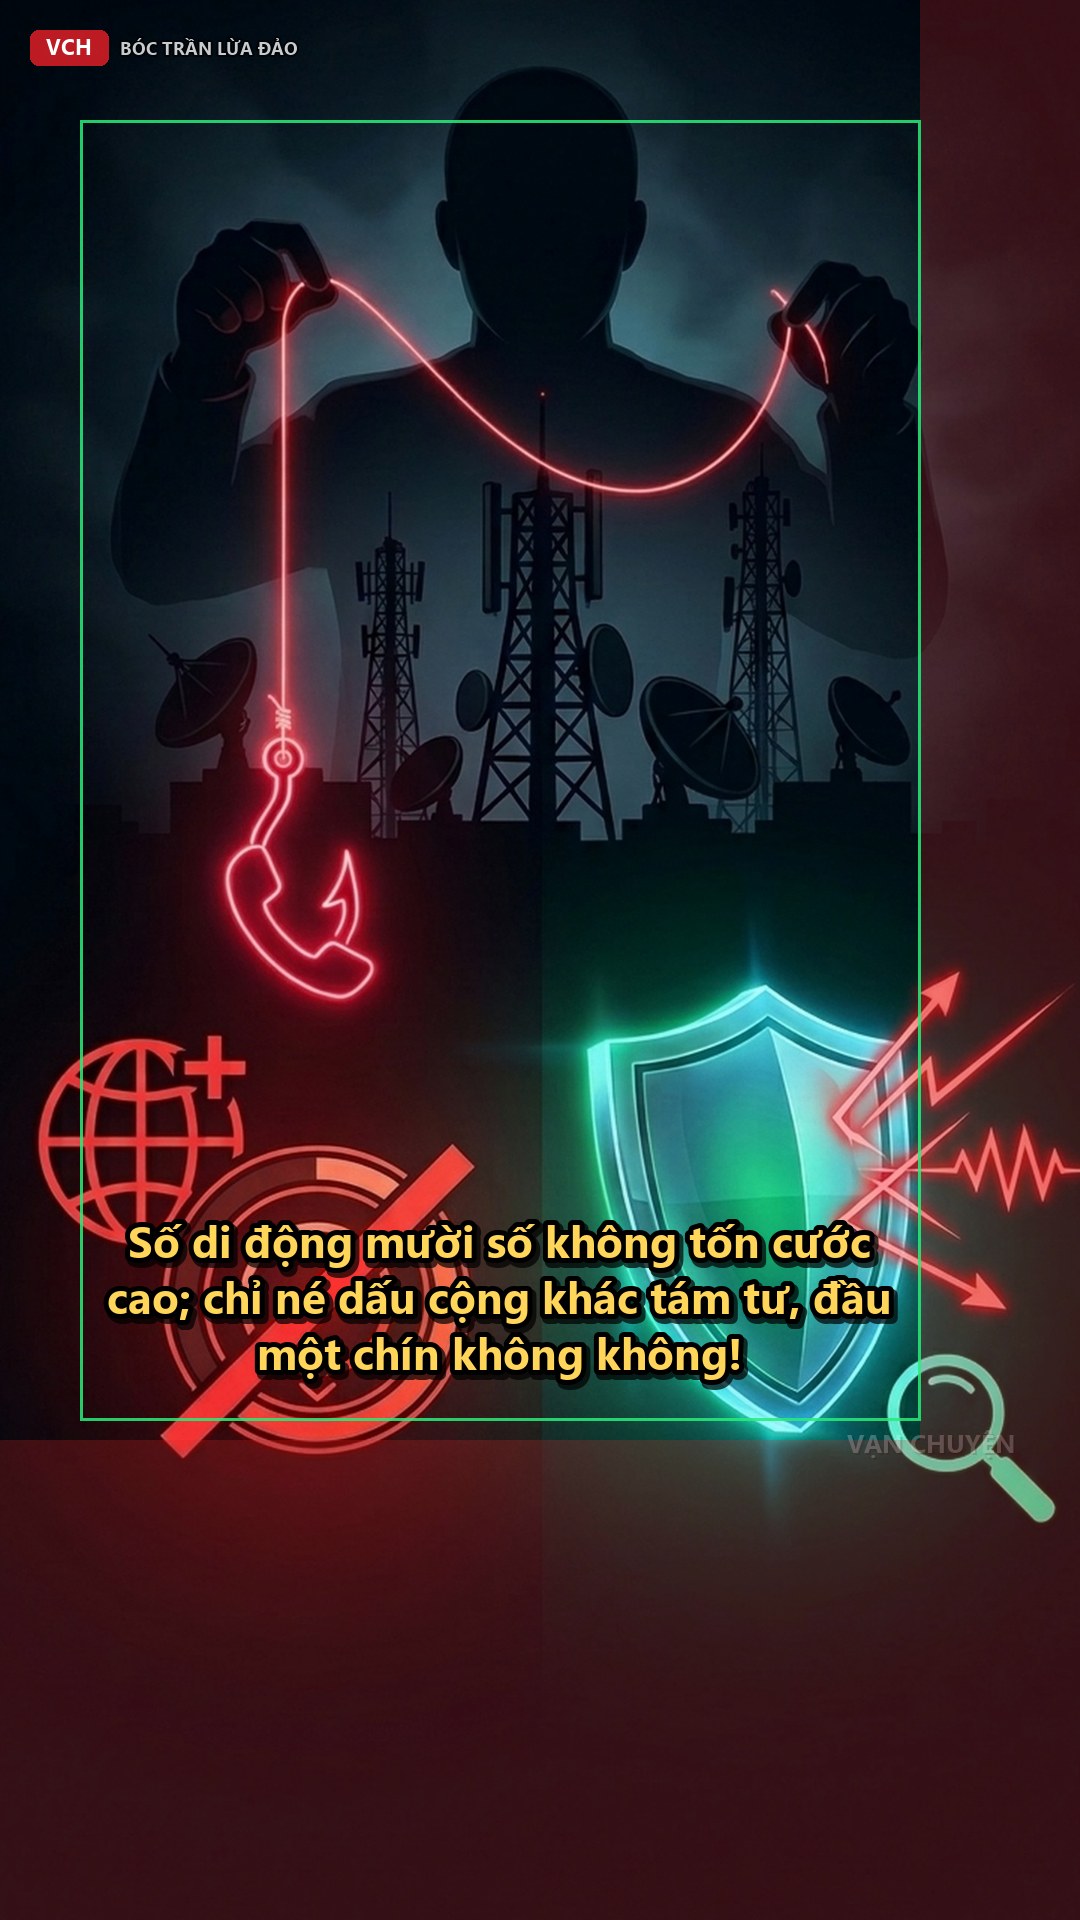 VCH BÓC TRẦN LỪA ĐẢO
Số di động mười số không tốn cước
cao; chỉ né dấu cộng khác tám tư, đầu
một chín không không!
VẠN CHUYỆN